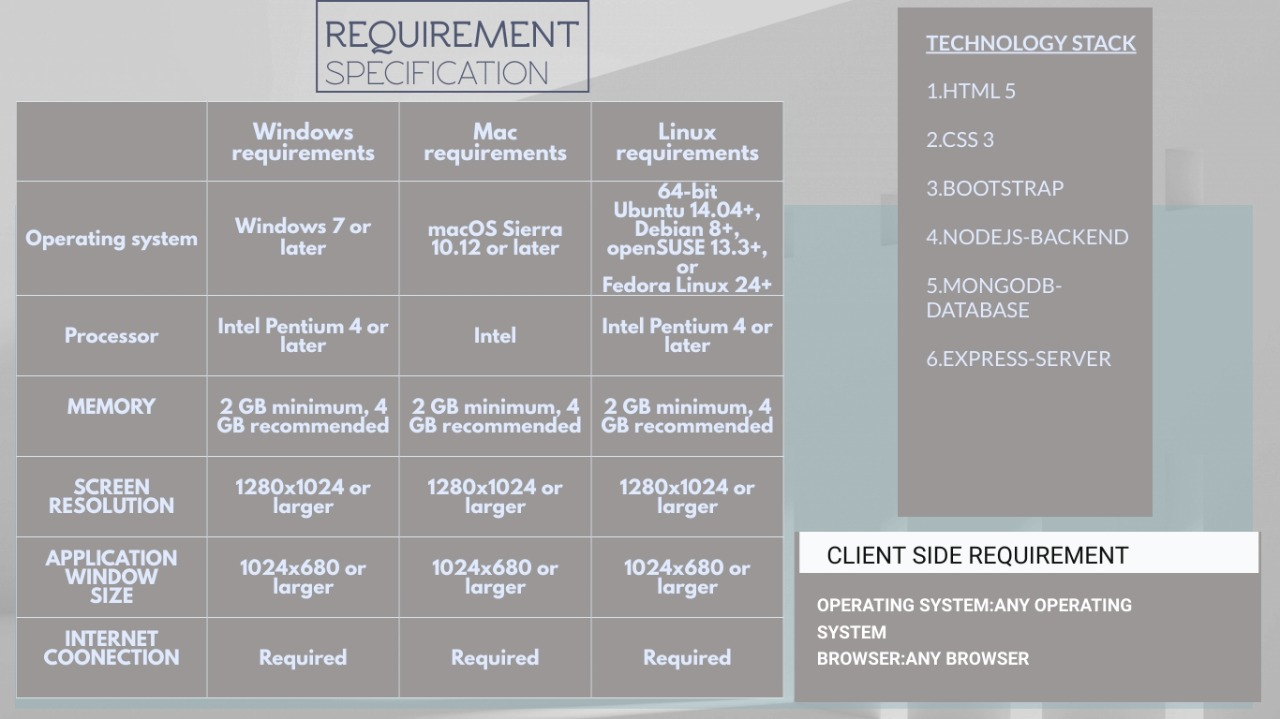 REQUIREMENT
SPECIFICATION
Windows
requirements
Mac
requirements
Linux
requirements
Operating system
Windows 7 or
later
macOS Sierra
10.12 or later
64-bit
Ubuntu 14.04+,
Debian 8+,
openSUSE 13.3+,
or
Fedora Linux 24+
Processor
Intel Pentium 4 or
later
Intel
Intel Pentium 4 or
later
MEMORY
2 GB minimum, 4
GB recommended
2 GB minimum, 4
GB recommended
2 GB minimum, 4
GB recommended
SCREEN
RESOLUTION
1280x1024 or
larger
1280x1024 or
larger
1280x1024 or
larger
APPLICATION
WINDOW
SIZE
1024x680 or
larger
1024x680 or
larger
1024x680 or
larger
INTERNET
COONECTION
Required
Required
Required
TECHNOLOGY STACK
1.HTML 5
2.CSS 3
3.BOOTSTRAP
4.NODEJS-BACKEND
5.MONGODB-
DATABASE
6.EXPRESS-SERVER
CLIENT SIDE REQUIREMENT
OPERATING SYSTEM:ANY OPERATING
SYSTEM
BROWSER:ANY BROWSER